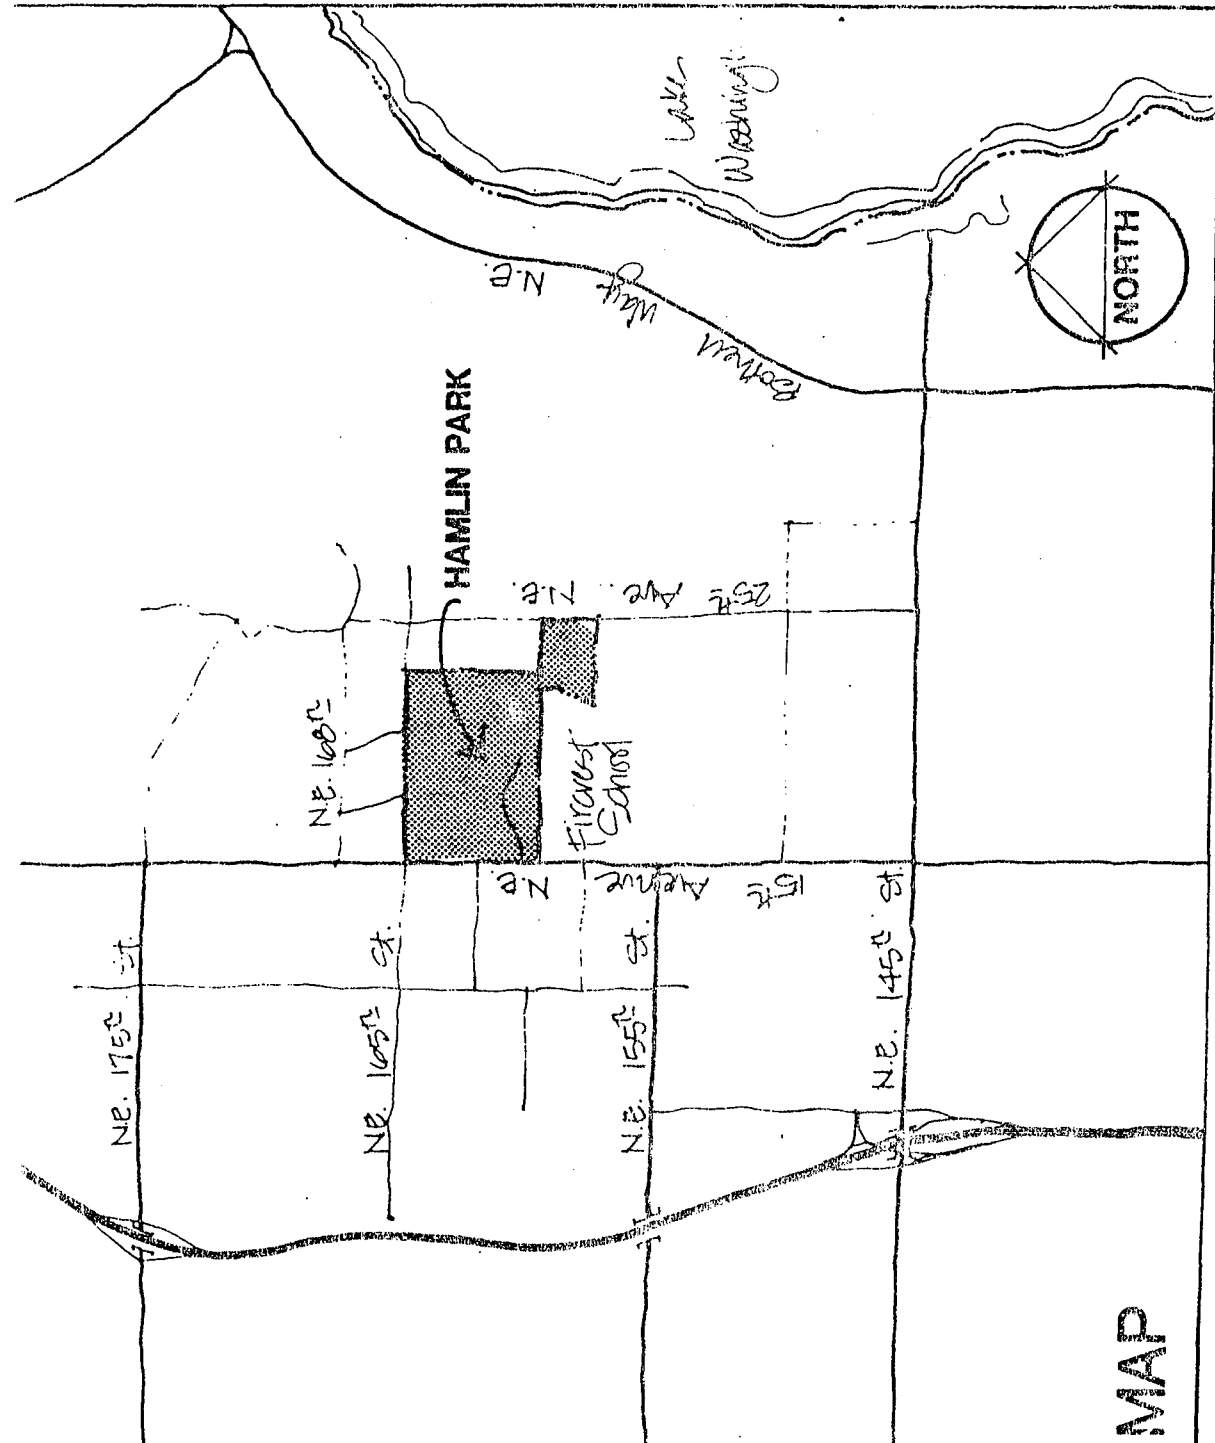 Lake
Washingt
N.E.
Way
Bothell
HAMLIN PARK
NORTH
25th Ave. N.E.
N.E. 168th
Fircrest
School
15th Avenue N.E.
N.E. 175th St.
N.E. 165th St.
N.E. 155th St.
N.E. 145th St.
MAP